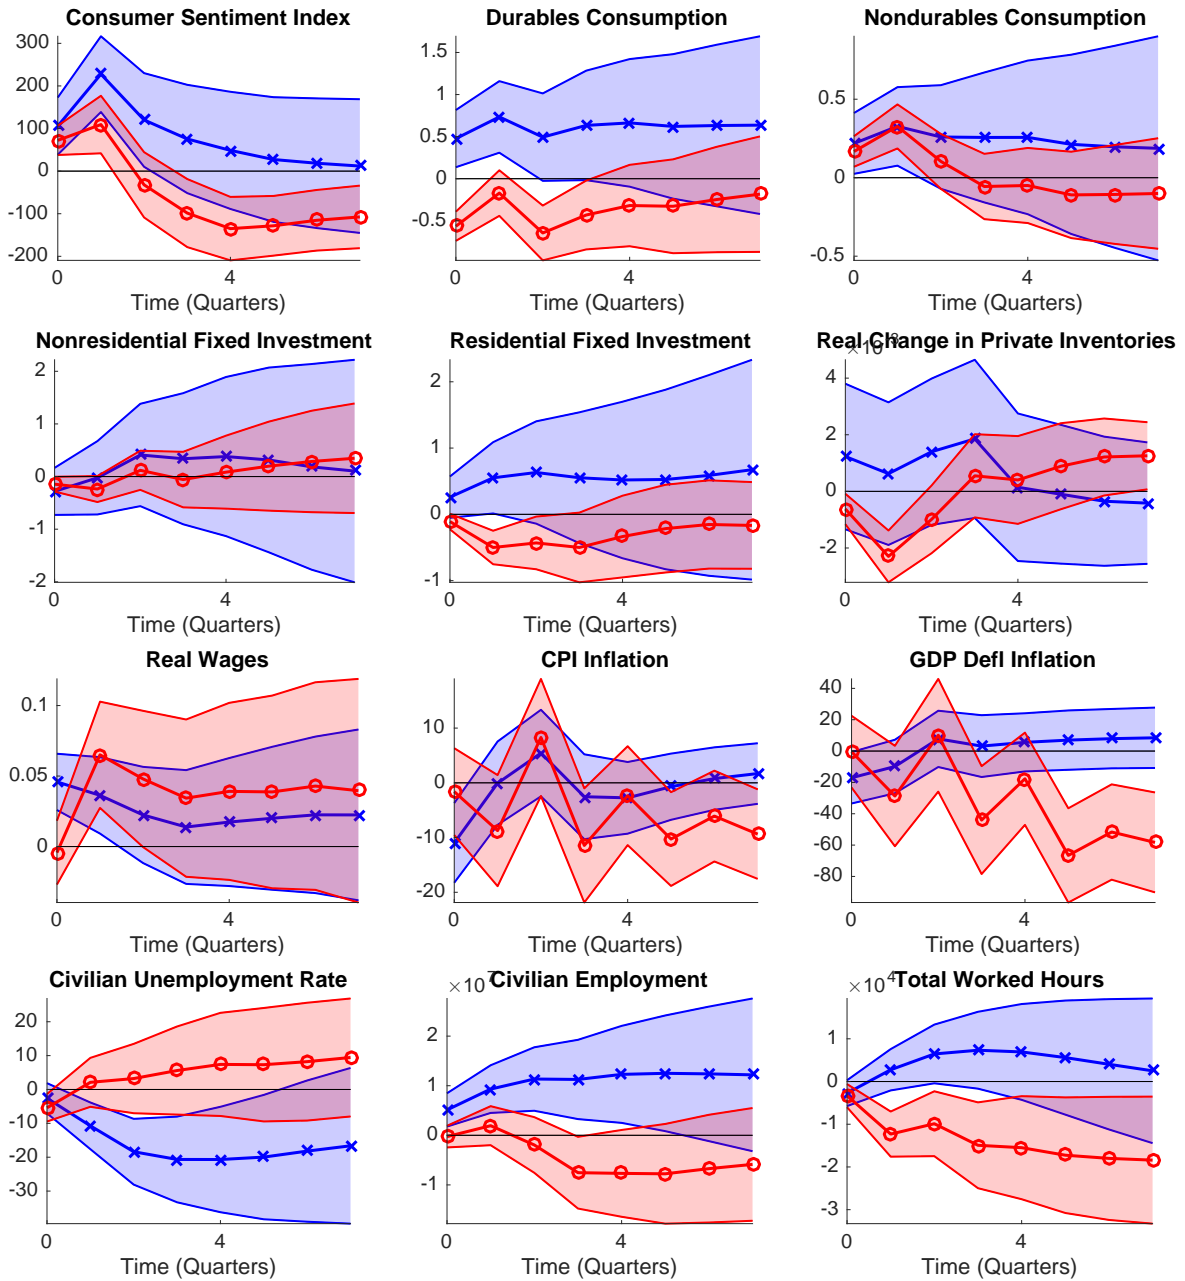 Consumer Sentiment Index
300
200
100
0
-100
-200
0 4
Time (Quarters)
Durables Consumption
1.5
1
0.5
0
-0.5
0 4
Time (Quarters)
Nondurables Consumption
0.5
0
-0.5
0 4
Time (Quarters)
Nonresidential Fixed Investment
2
1
0
-1
-2
0 4
Time (Quarters)
Residential Fixed Investment
2
1
0
-1
0 4
Time (Quarters)
Real Change in Private Inventories
4
2
0
-2
0 4
Time (Quarters)
Real Wages
0.1
0.05
0
0 4
Time (Quarters)
CPI Inflation
10
0
-10
-20
0 4
Time (Quarters)
GDP Defl Inflation
40
20
0
-20
-40
-60
-80
0 4
Time (Quarters)
Civilian Unemployment Rate
20
10
0
-10
-20
-30
0 4
Time (Quarters)
Civilian Employment
2
1
0
-1
0 4
Time (Quarters)
×10⁴
Total Worked Hours
1
0
-1
-2
-3
0 4
Time (Quarters)